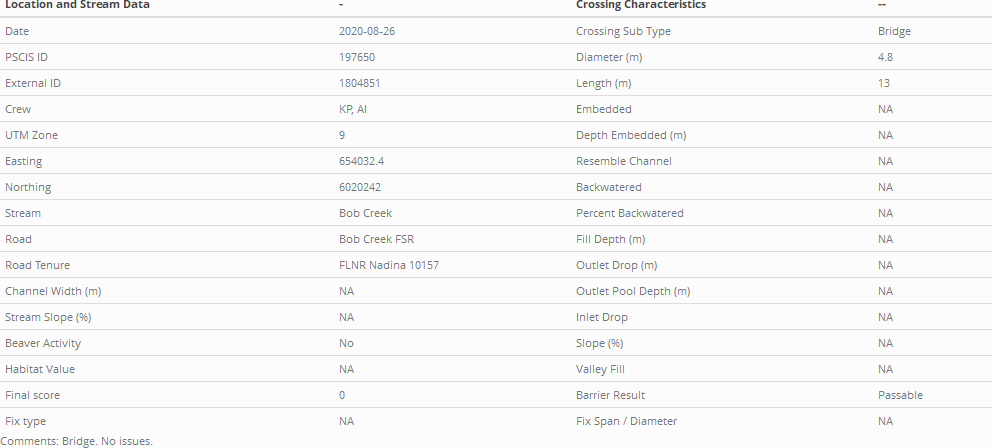 Location and Stream Data - Crossing Characteristics --
Date 2020-08-26 Crossing Sub Type Bridge
PSCIS ID 197650 Diameter (m) 4.8
External ID 1804851 Length (m) 13
Crew KP, AI Embedded NA
UTM Zone 9 Depth Embedded (m) NA
Easting 654032.4 Resemble Channel NA
Northing 6020242 Backwatered NA
Stream Bob Creek Percent Backwatered NA
Road Bob Creek FSR Fill Depth (m) NA
Road Tenure FLNR Nadina 10157 Outlet Drop (m) NA
Channel Width (m) NA Outlet Pool Depth (m) NA
Stream Slope (%) NA Inlet Drop NA
Beaver Activity No Slope (%) NA
Habitat Value NA Valley Fill NA
Final score 0 Barrier Result Passable
Fix type NA Fix Span / Diameter NA
Comments: Bridge. No issues.